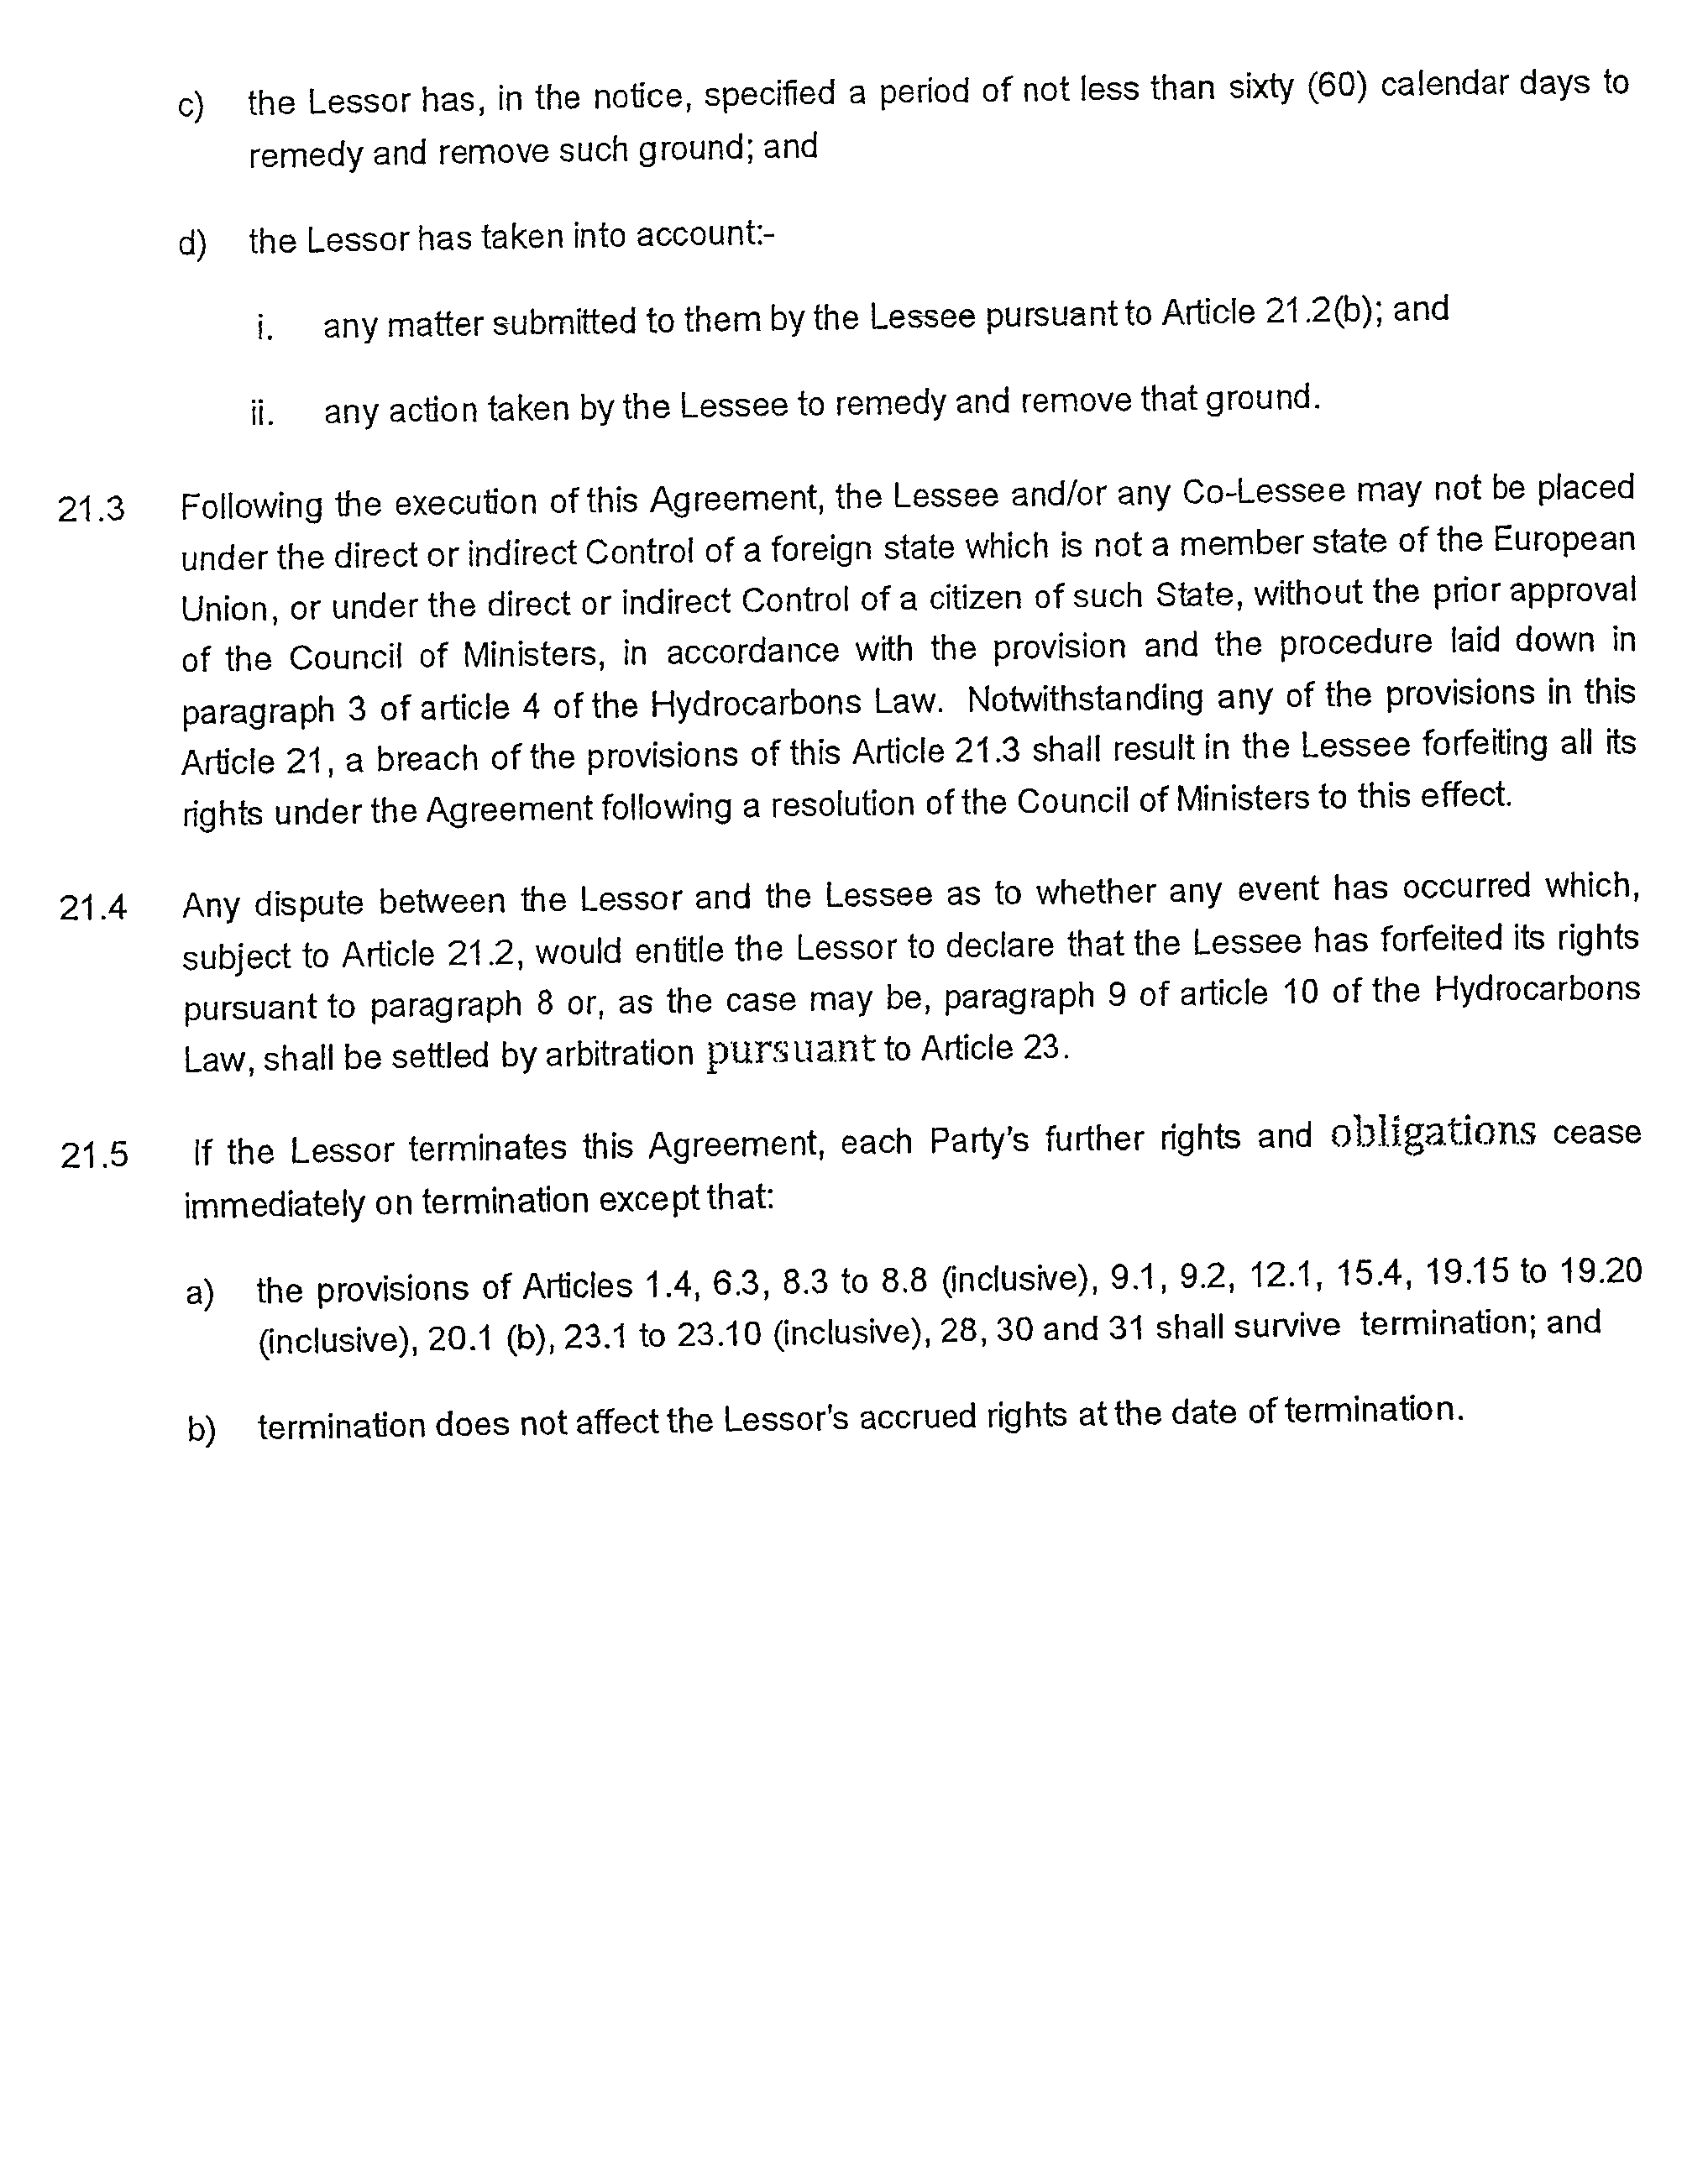 c) the Lessor has, in the notice, specified a period of not less than sixty (60) calendar days to
remedy and remove such ground; and
d) the Lessor has taken into account:-
i. any matter submitted to them by the Lessee pursuant to Article 21.2(b); and
ii. any action taken by the Lessee to remedy and remove that ground.
21.3 Following the execution of this Agreement, the Lessee and/or any Co-Lessee may not be placed
under the direct or indirect Control of a foreign state which is not a member state of the European
Union, or under the direct or indirect Control of a citizen of such State, without the prior approval
of the Council of Ministers, in accordance with the provision and the procedure laid down in
paragraph 3 of article 4 of the Hydrocarbons Law. Notwithstanding any of the provisions in this
Article 21, a breach of the provisions of this Article 21.3 shall result in the Lessee forfeiting all its
rights under the Agreement following a resolution of the Council of Ministers to this effect.
21.4 Any dispute between the Lessor and the Lessee as to whether any event has occurred which,
subject to Article 21.2, would entitle the Lessor to declare that the Lessee has forfeited its rights
pursuant to paragraph 8 or, as the case may be, paragraph 9 of article 10 of the Hydrocarbons
Law, shall be settled by arbitration pursuant to Article 23.
21.5 If the Lessor terminates this Agreement, each Party's further rights and obligations cease
immediately on termination except that:
a) the provisions of Articles 1.4, 6.3, 8.3 to 8.8 (inclusive), 9.1, 9.2, 12.1, 15.4, 19.15 to 19.20
(inclusive), 20.1 (b), 23.1 to 23.10 (inclusive), 28, 30 and 31 shall survive termination; and
b) termination does not affect the Lessor's accrued rights at the date of termination.